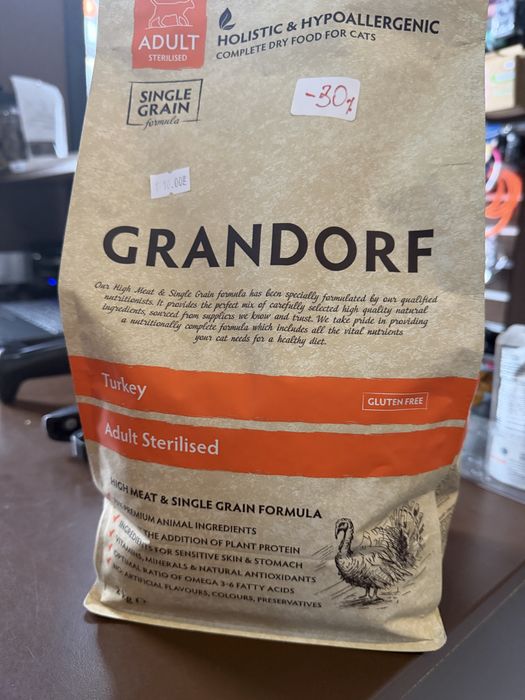 ADULT
STERILISED
HOLISTIC & HYPOALLERGENIC
COMPLETE DRY FOOD FOR CATS
SINGLE
GRAIN
formula
-30%
GRANDORF
Our High Meat & Single Grain formula has been specially formulated by our qualified
nutritionists. It provides the perfect mix of carefully selected high quality natural
ingredients, sourced from suppliers we know and trust. We take pride in providing
a nutritionally complete formula which includes all the vital nutrients
your cat needs for a healthy diet.
Turkey
GLUTEN FREE
Adult Sterilised
HIGH MEAT & SINGLE GRAIN FORMULA
PREMIUM ANIMAL INGREDIENTS
THE ADDITION OF PLANT PROTEIN
INGREDIENTS FOR SENSITIVE SKIN & STOMACH
VITAMINS, MINERALS & NATURAL ANTIOXIDANTS
OPTIMAL RATIO OF OMEGA 3-6 FATTY ACIDS
NO ARTIFICIAL FLAVOURS, COLOURS, PRESERVATIVES